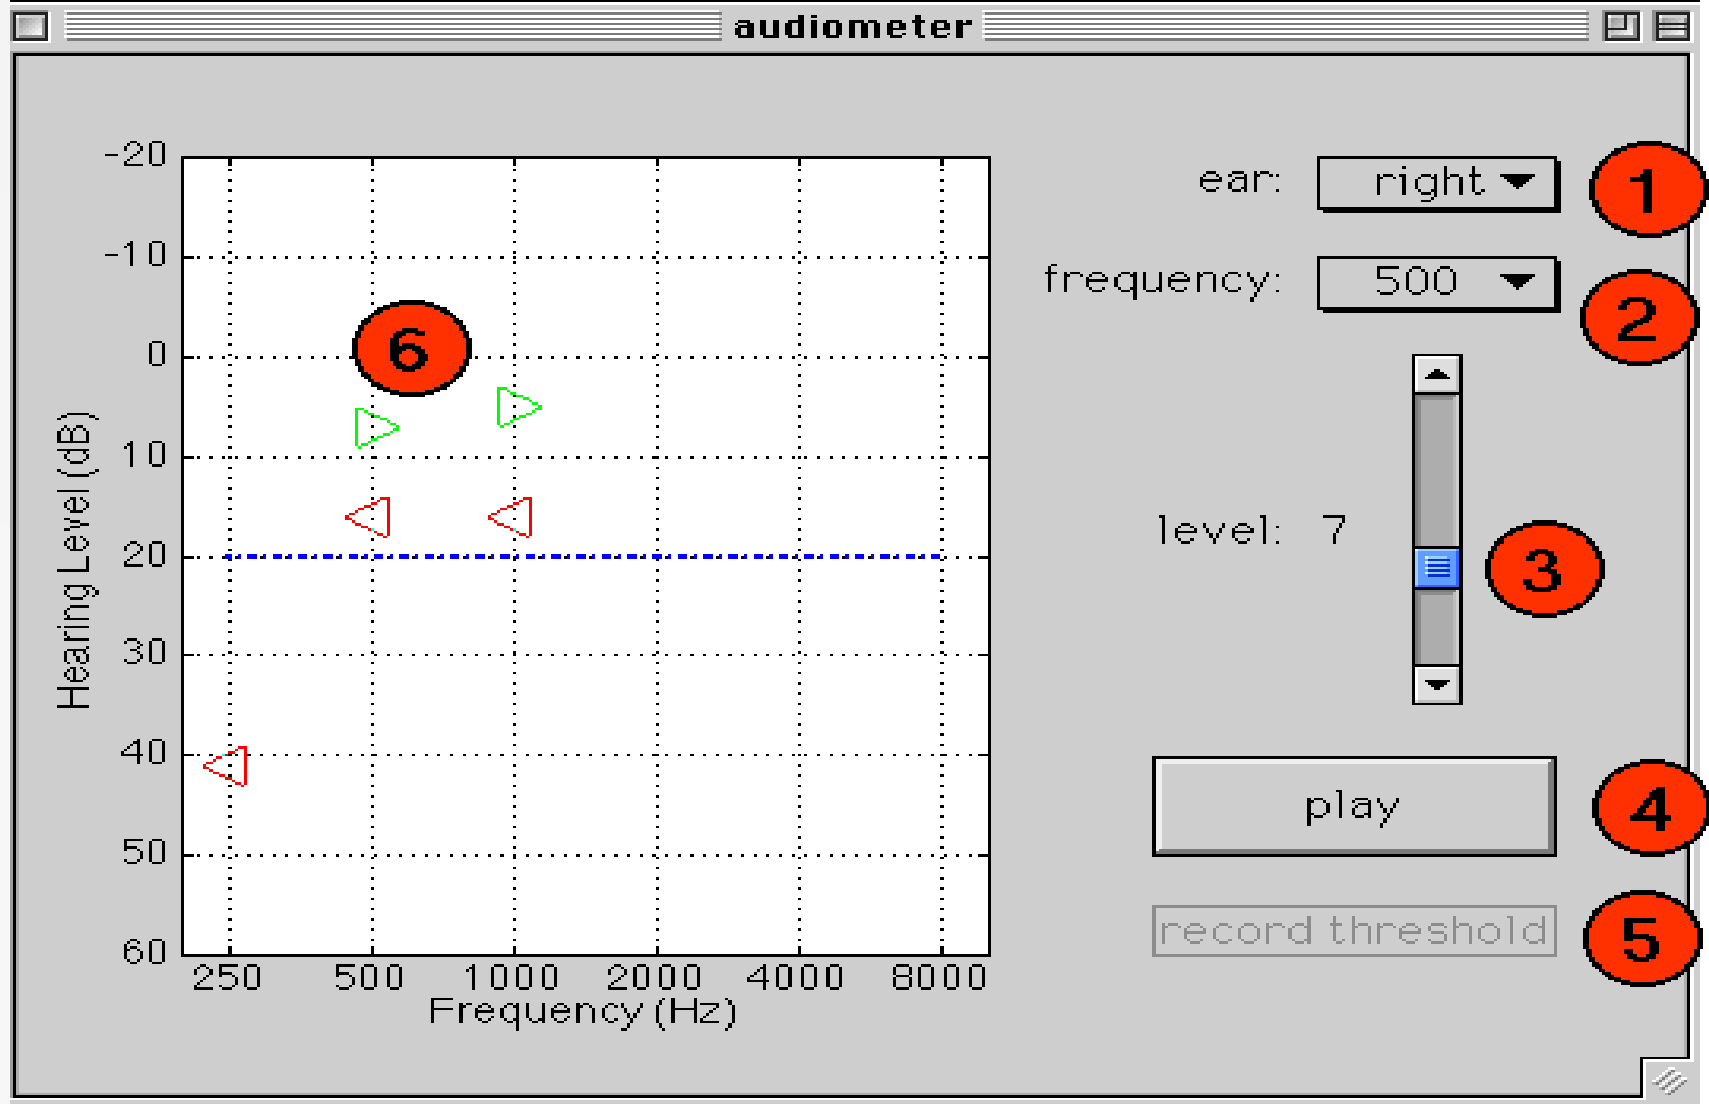 audiometer
-20
-10
0
10
20
30
40
50
60
Hearing Level (dB)
250 500 1000 2000 4000 8000
Frequency (Hz)
6
ear: right 1
frequency: 500 2
level: 7 3
play 4
record threshold 5